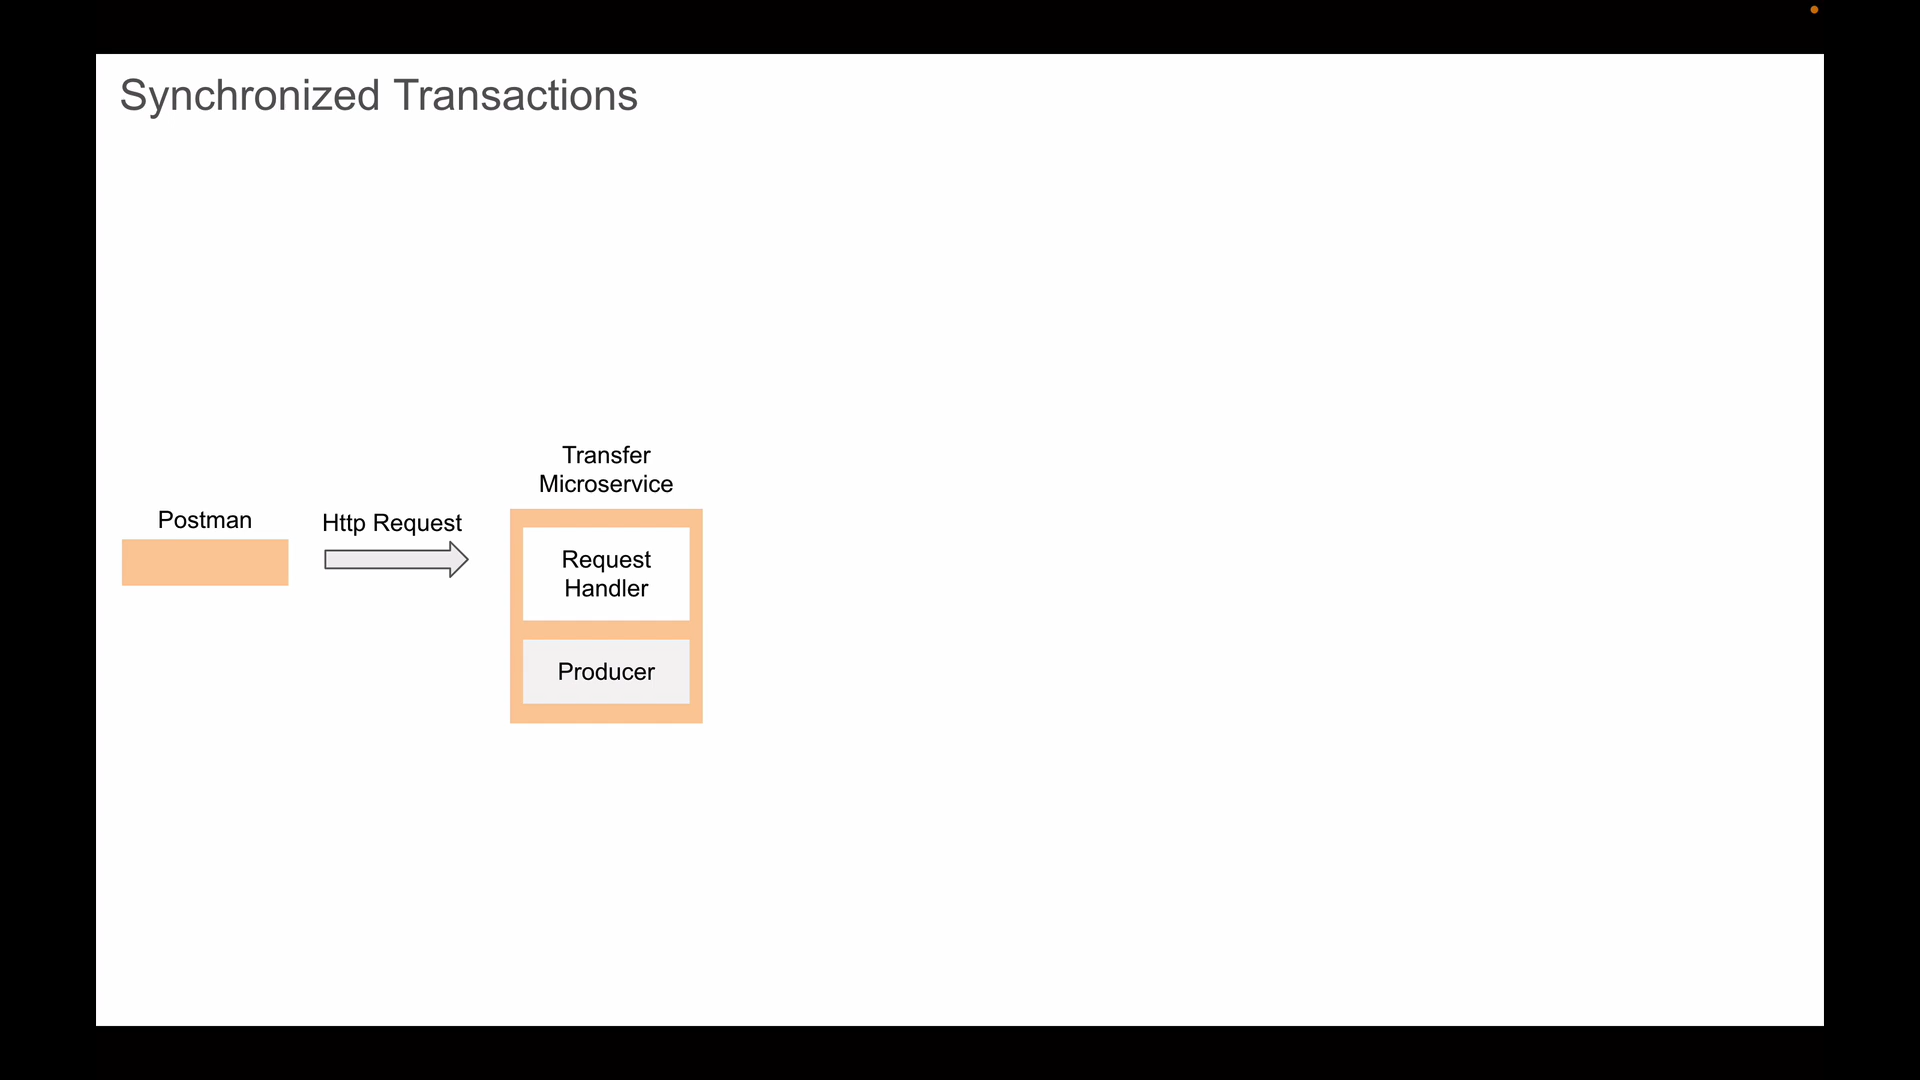 Synchronized Transactions
Transfer
Microservice
Postman
Http Request
Request
Handler
Producer